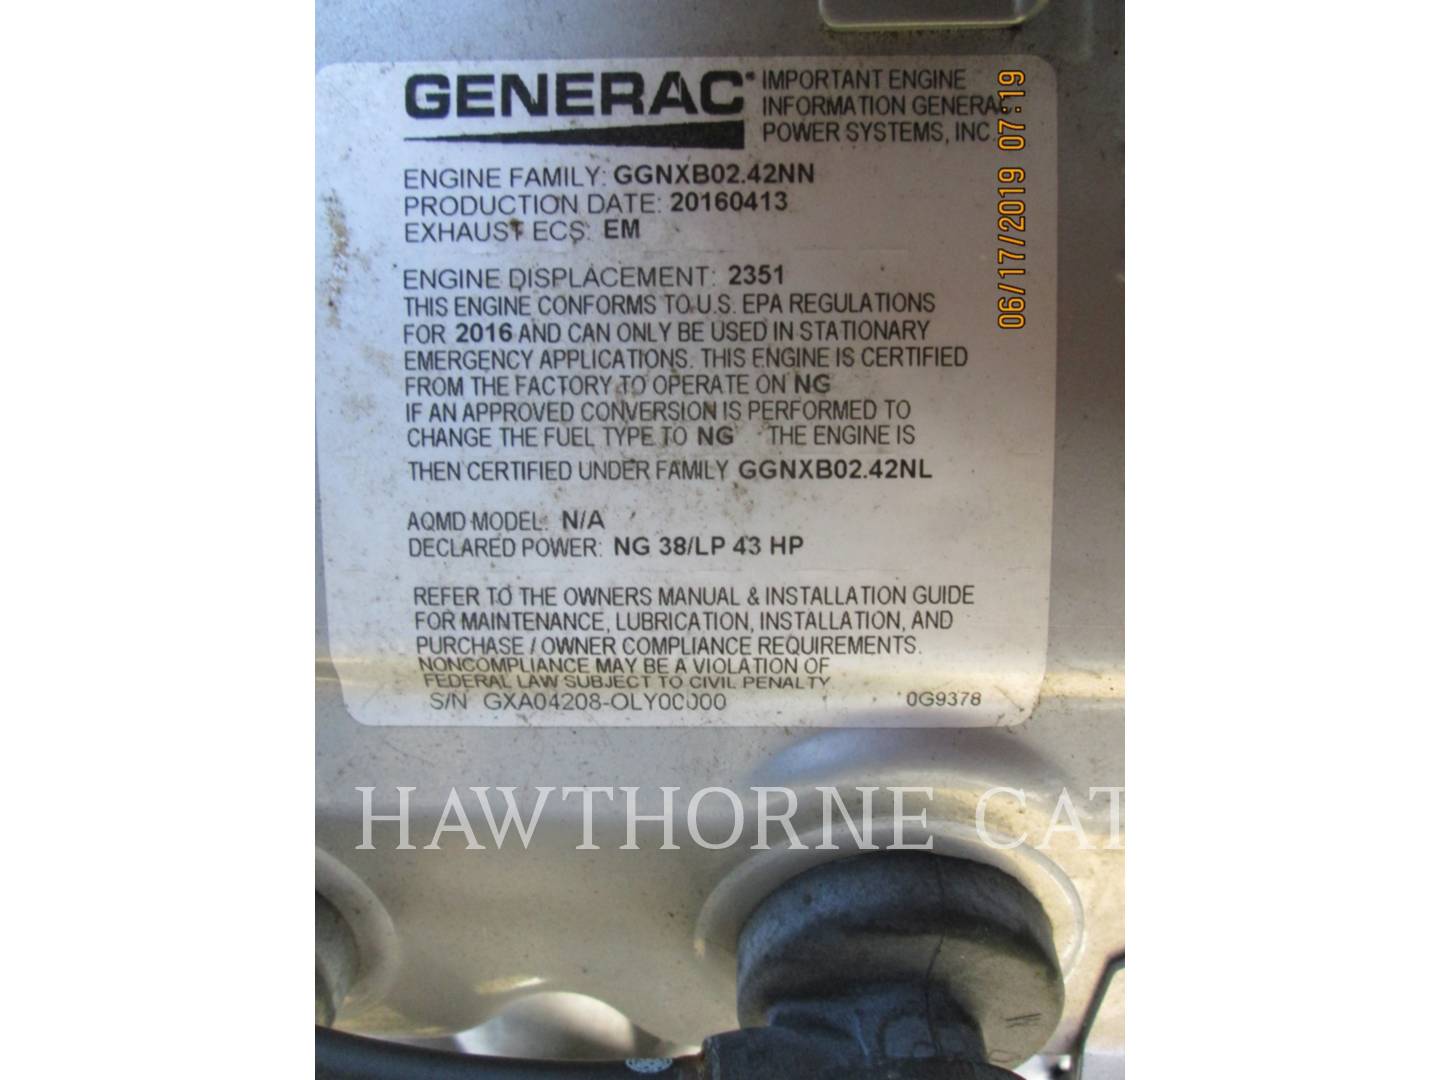 GENERAC
IMPORTANT ENGINE
INFORMATION GENERAC
POWER SYSTEMS, INC.
ENGINE FAMILY: GGNXB02.42NN
PRODUCTION DATE: 20160413
EXHAUST ECS: EM
ENGINE DISPLACEMENT: 2351
THIS ENGINE CONFORMS TO U.S. EPA REGULATIONS
FOR 2016 AND CAN ONLY BE USED IN STATIONARY
EMERGENCY APPLICATIONS. THIS ENGINE IS CERTIFIED
FROM THE FACTORY TO OPERATE ON NG
IF AN APPROVED CONVERSION IS PERFORMED TO
CHANGE THE FUEL TYPE TO NG THE ENGINE IS
THEN CERTIFIED UNDER FAMILY GGNXB02.42NL
AQMD MODEL: N/A
DECLARED POWER: NG 38/LP 43 HP
REFER TO THE OWNERS MANUAL & INSTALLATION GUIDE
FOR MAINTENANCE, LUBRICATION, INSTALLATION, AND
PURCHASE / OWNER COMPLIANCE REQUIREMENTS.
NONCOMPLIANCE MAY BE A VIOLATION OF
FEDERAL LAW SUBJECT TO CIVIL PENALTY
S/N GXA04208-OLY00000 0G9378
06/17/2019 07:19
HAWTHORNE CAT